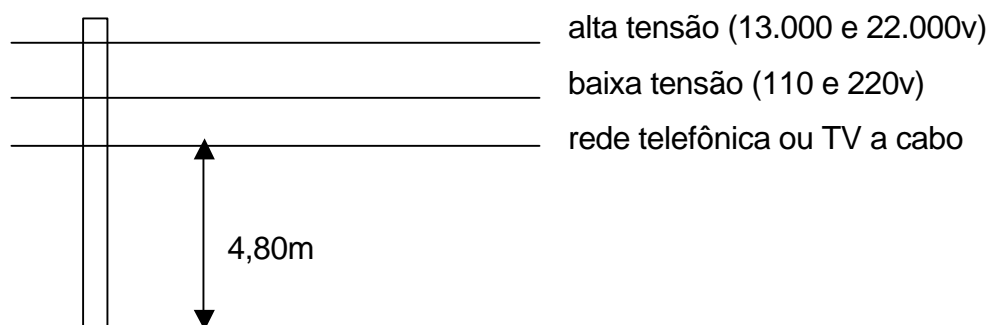 alta tensão (13.000 e 22.000v)
baixa tensão (110 e 220v)
rede telefônica ou TV a cabo
4,80m